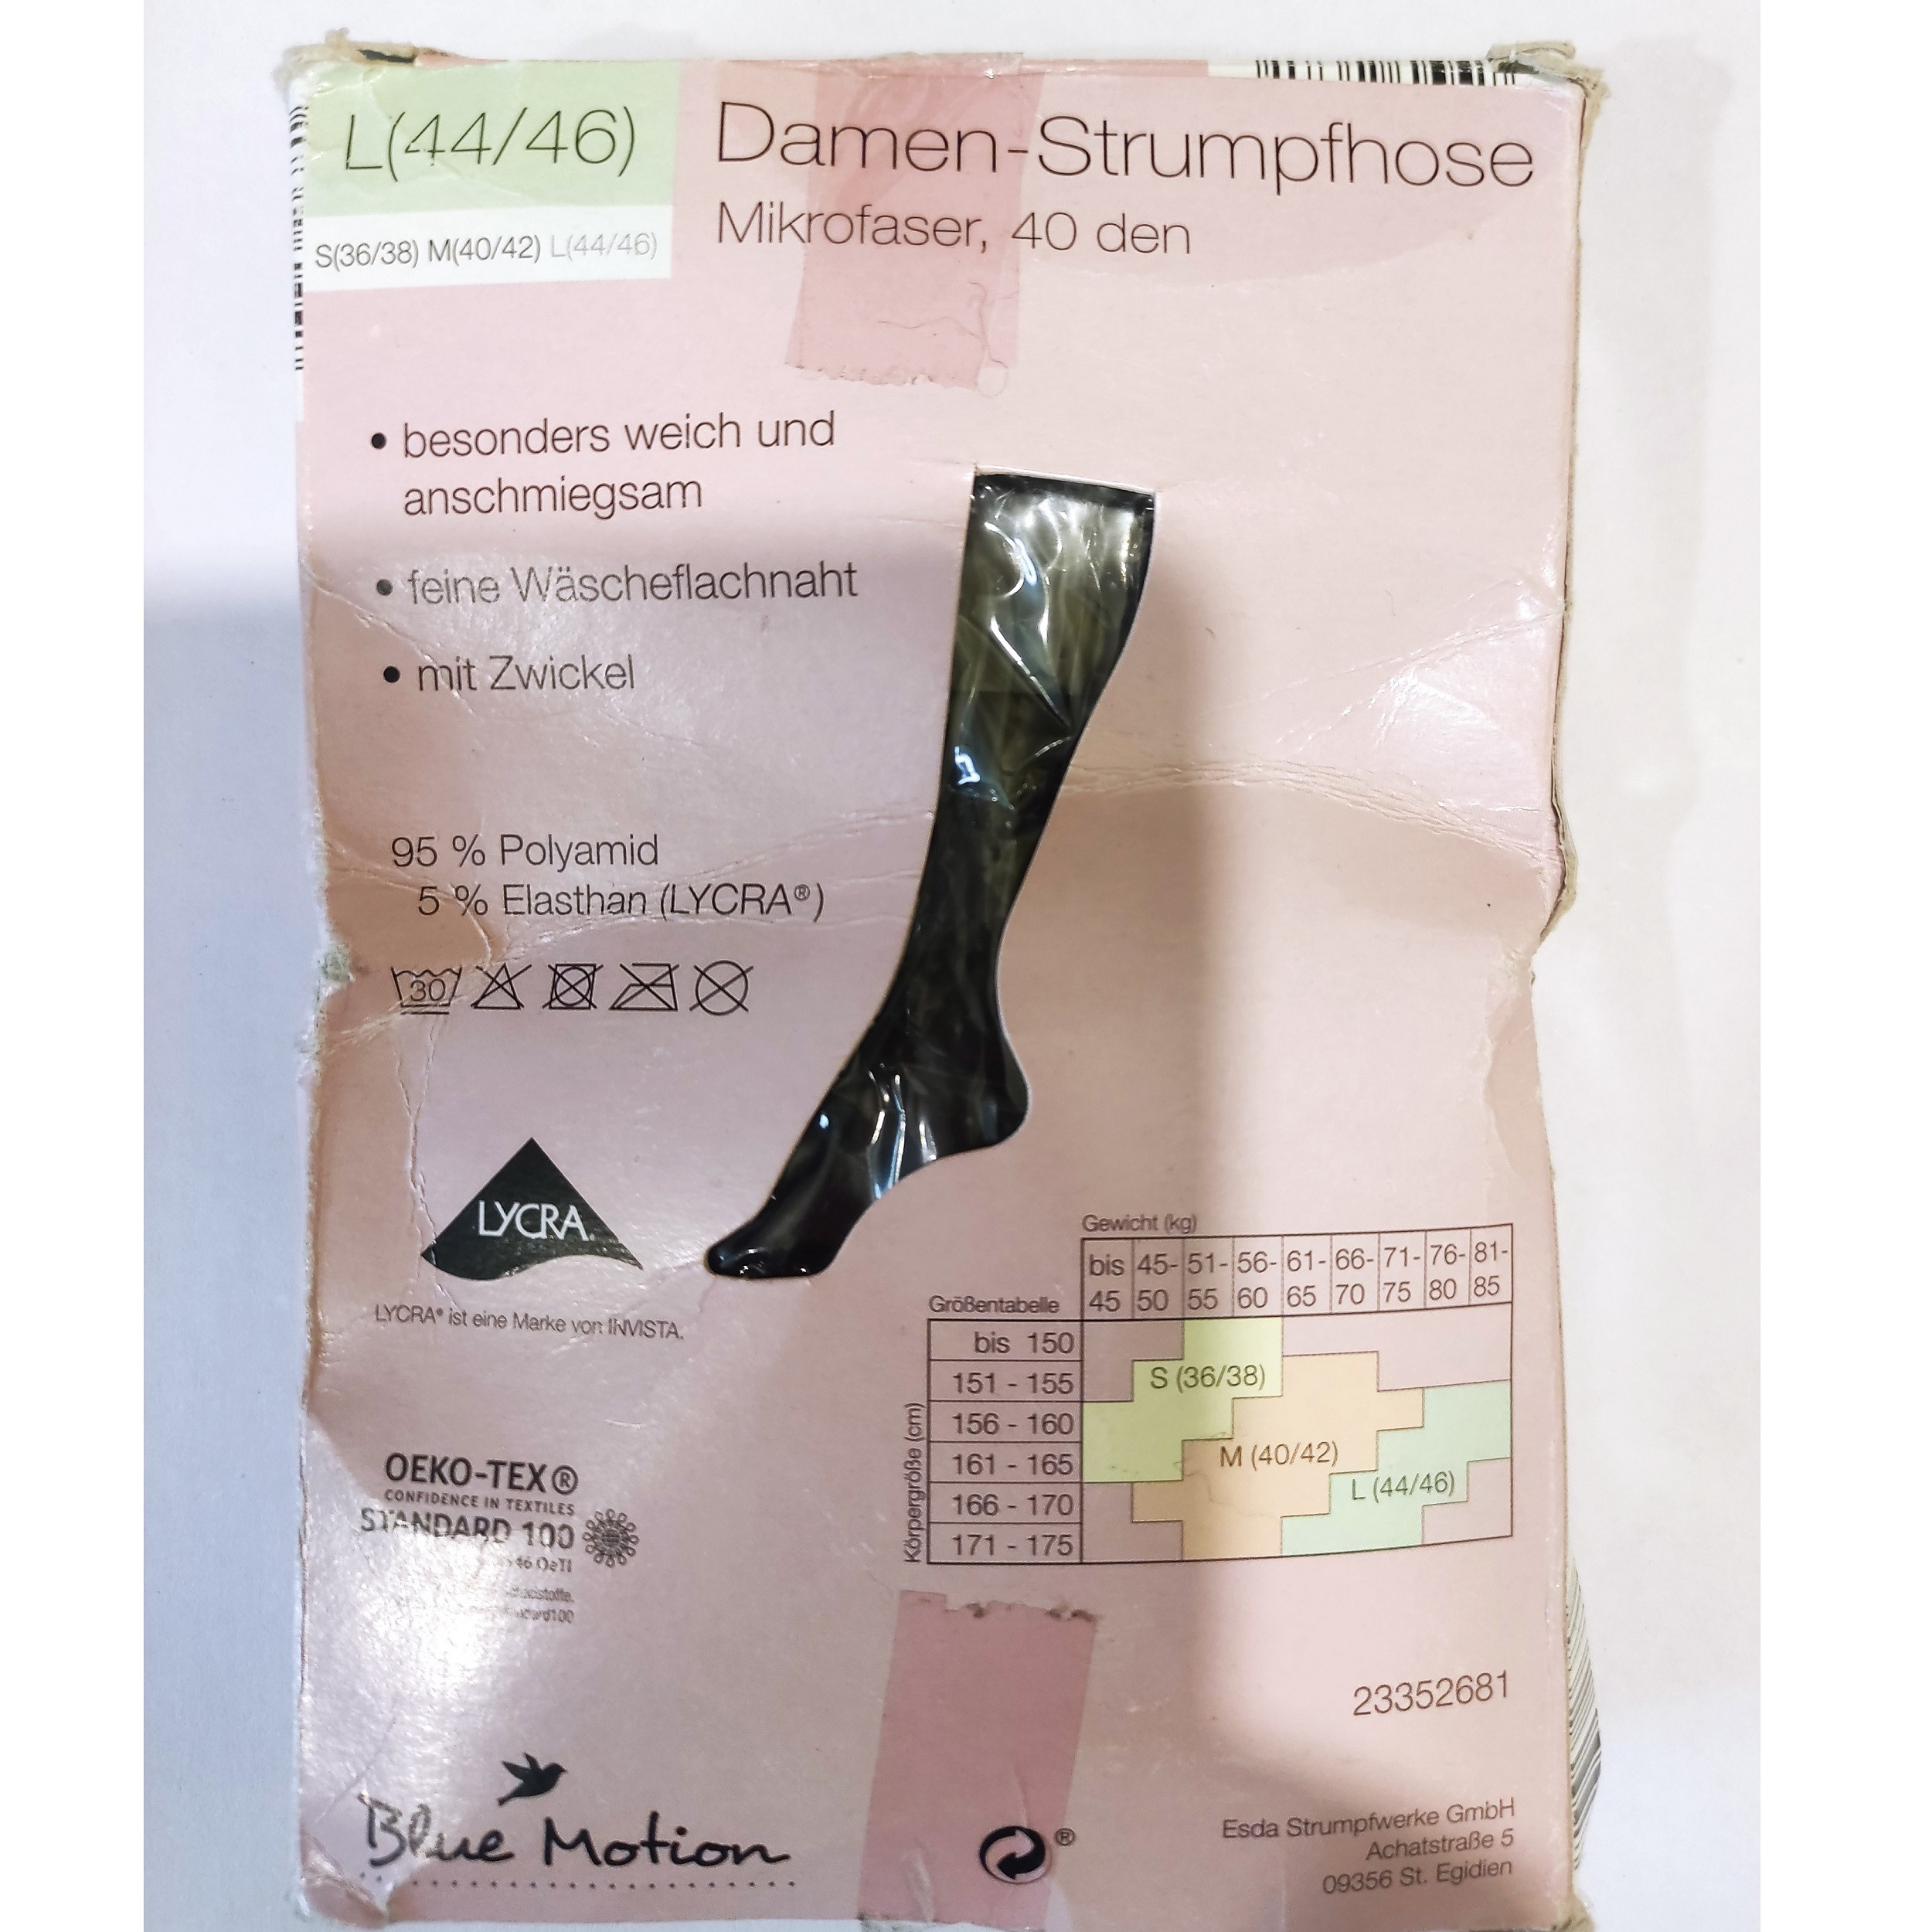 L(44/46)
S(36/38) M(40/42) L(44/46)
Damen-Strumpfhose
Mikrofaser, 40 den
• besonders weich und
anschmiegsam
• feine Wäscheflachnaht
• mit Zwickel
95 % Polyamid
5 % Elasthan (LYCRA®)
30
LYCRA®
LYCRA® ist eine Marke von INVISTA.
OEKO-TEX®
CONFIDENCE IN TEXTILES
STANDARD 100
46 OeTI
Gewicht (kg)
bis 45 45-50 51-55 56-60 61-65 66-70 71-75 76-80 81-85
Größentabelle
Körpergröße (cm)
bis 150
151 - 155 S (36/38)
156 - 160
161 - 165 M (40/42)
166 - 170 L (44/46)
171 - 175
23352681
Blue Motion
®
Esda Strumpfwerke GmbH
Achatstraße 5
09356 St. Egidien